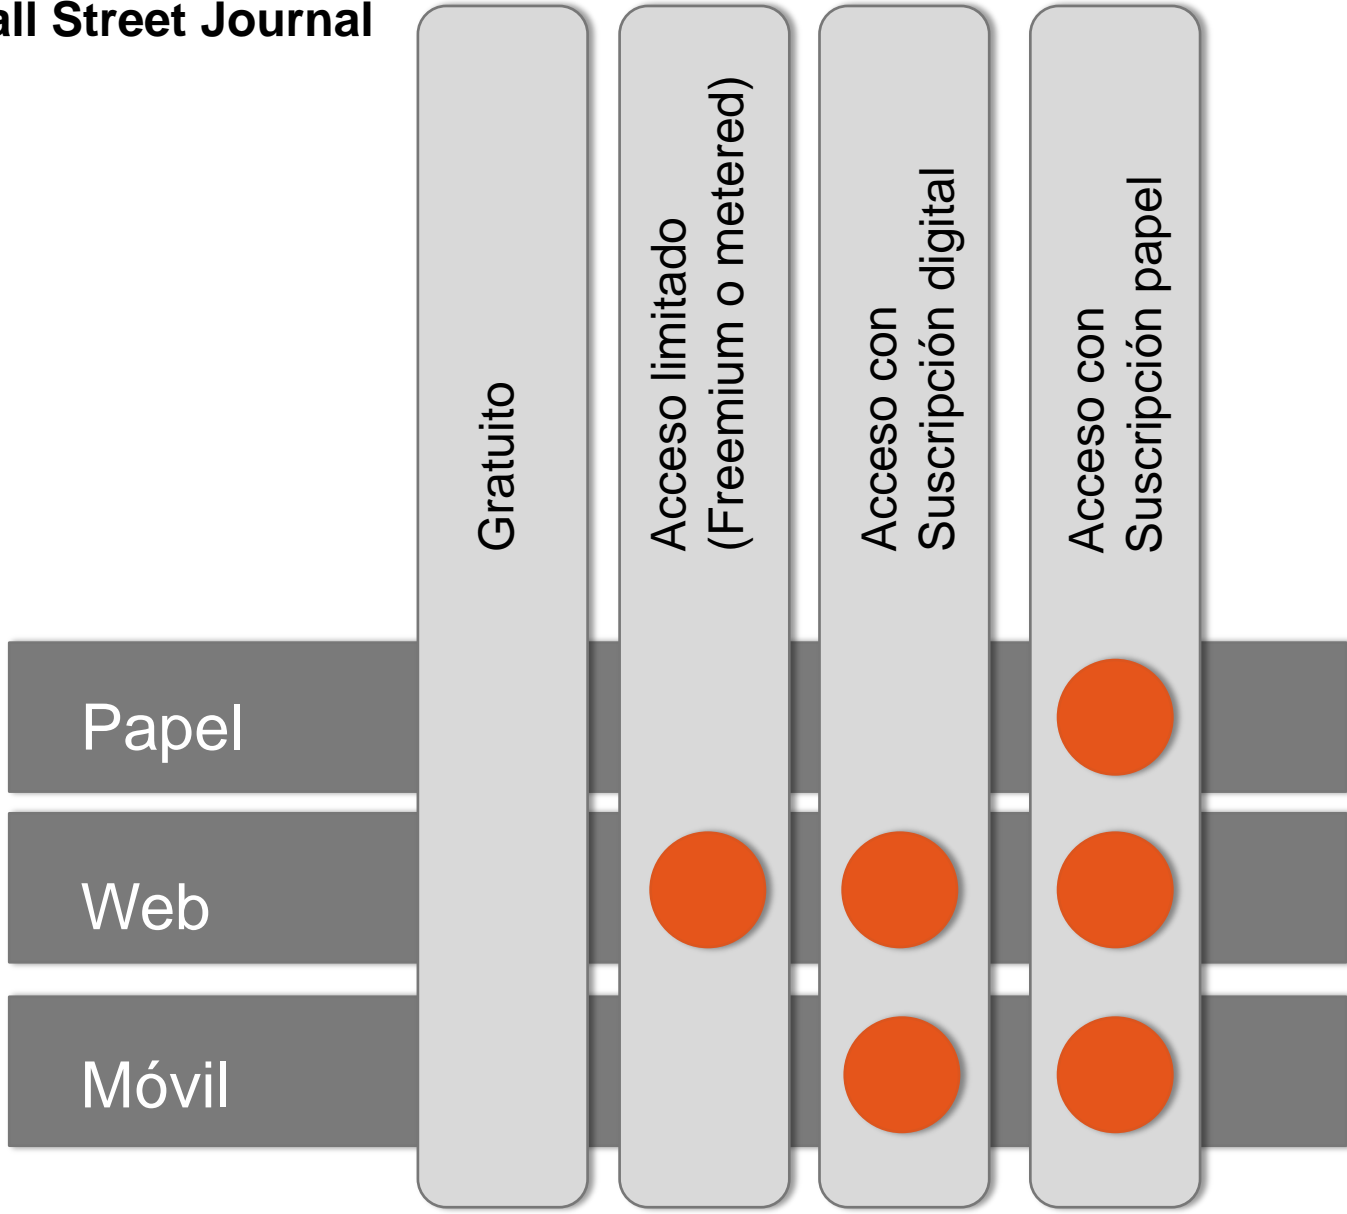 all Street Journal
Gratuito
Acceso limitado
(Freemium o metered)
Acceso con
Suscripción digital
Acceso con
Suscripción papel
Papel
Web
Móvil